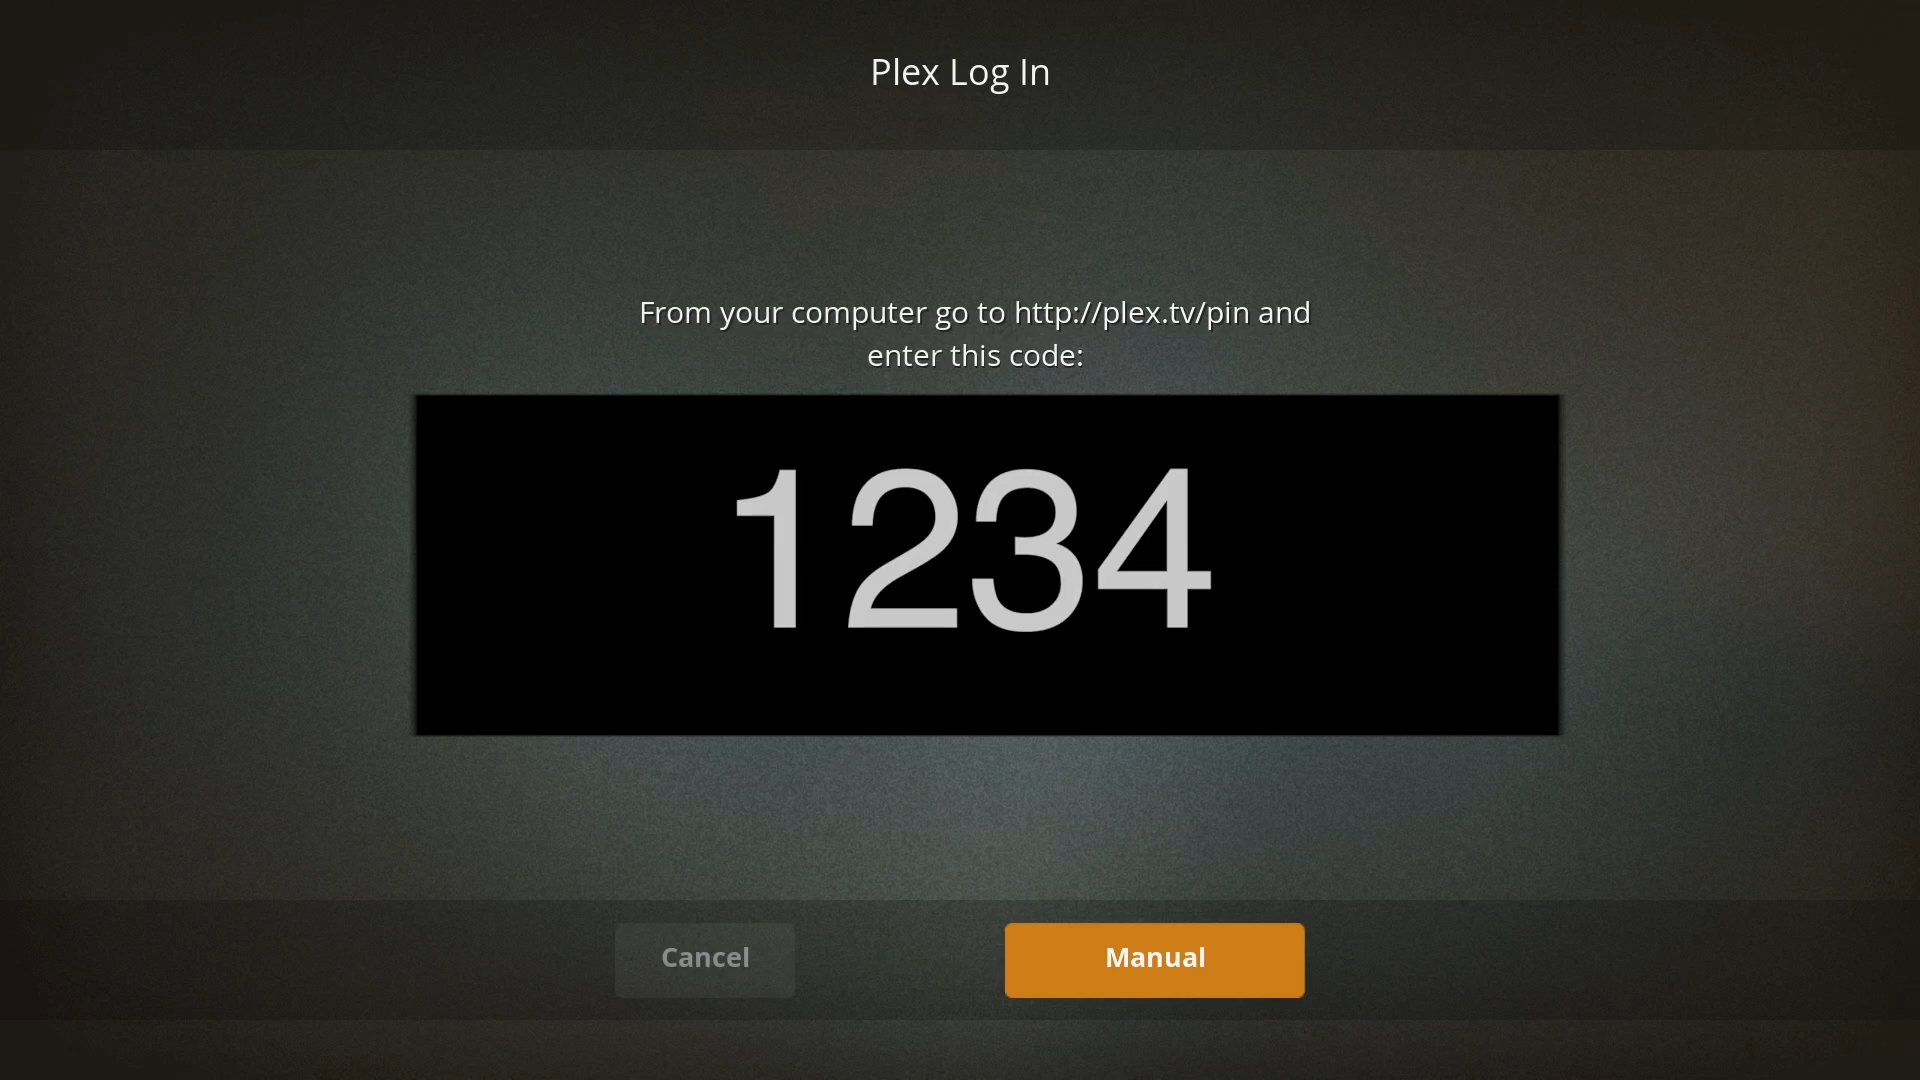 Plex Log In
From your computer go to http://plex.tv/pin and
enter this code:
1234
Cancel
Manual